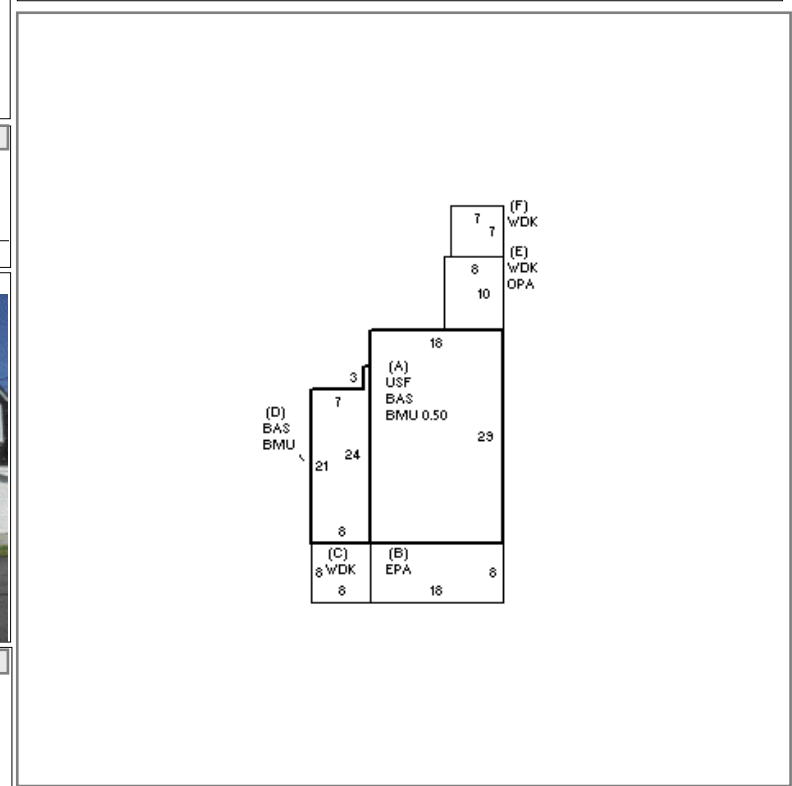 7
7
(F)
WDK
8
10
(E)
WDK
OPA
18
(A)
USF
BAS
BMU 0.50
29
3
7
(D)
BAS
BMU
21
24
8
(C)
WDK
8
8
(B)
EPA
8
18